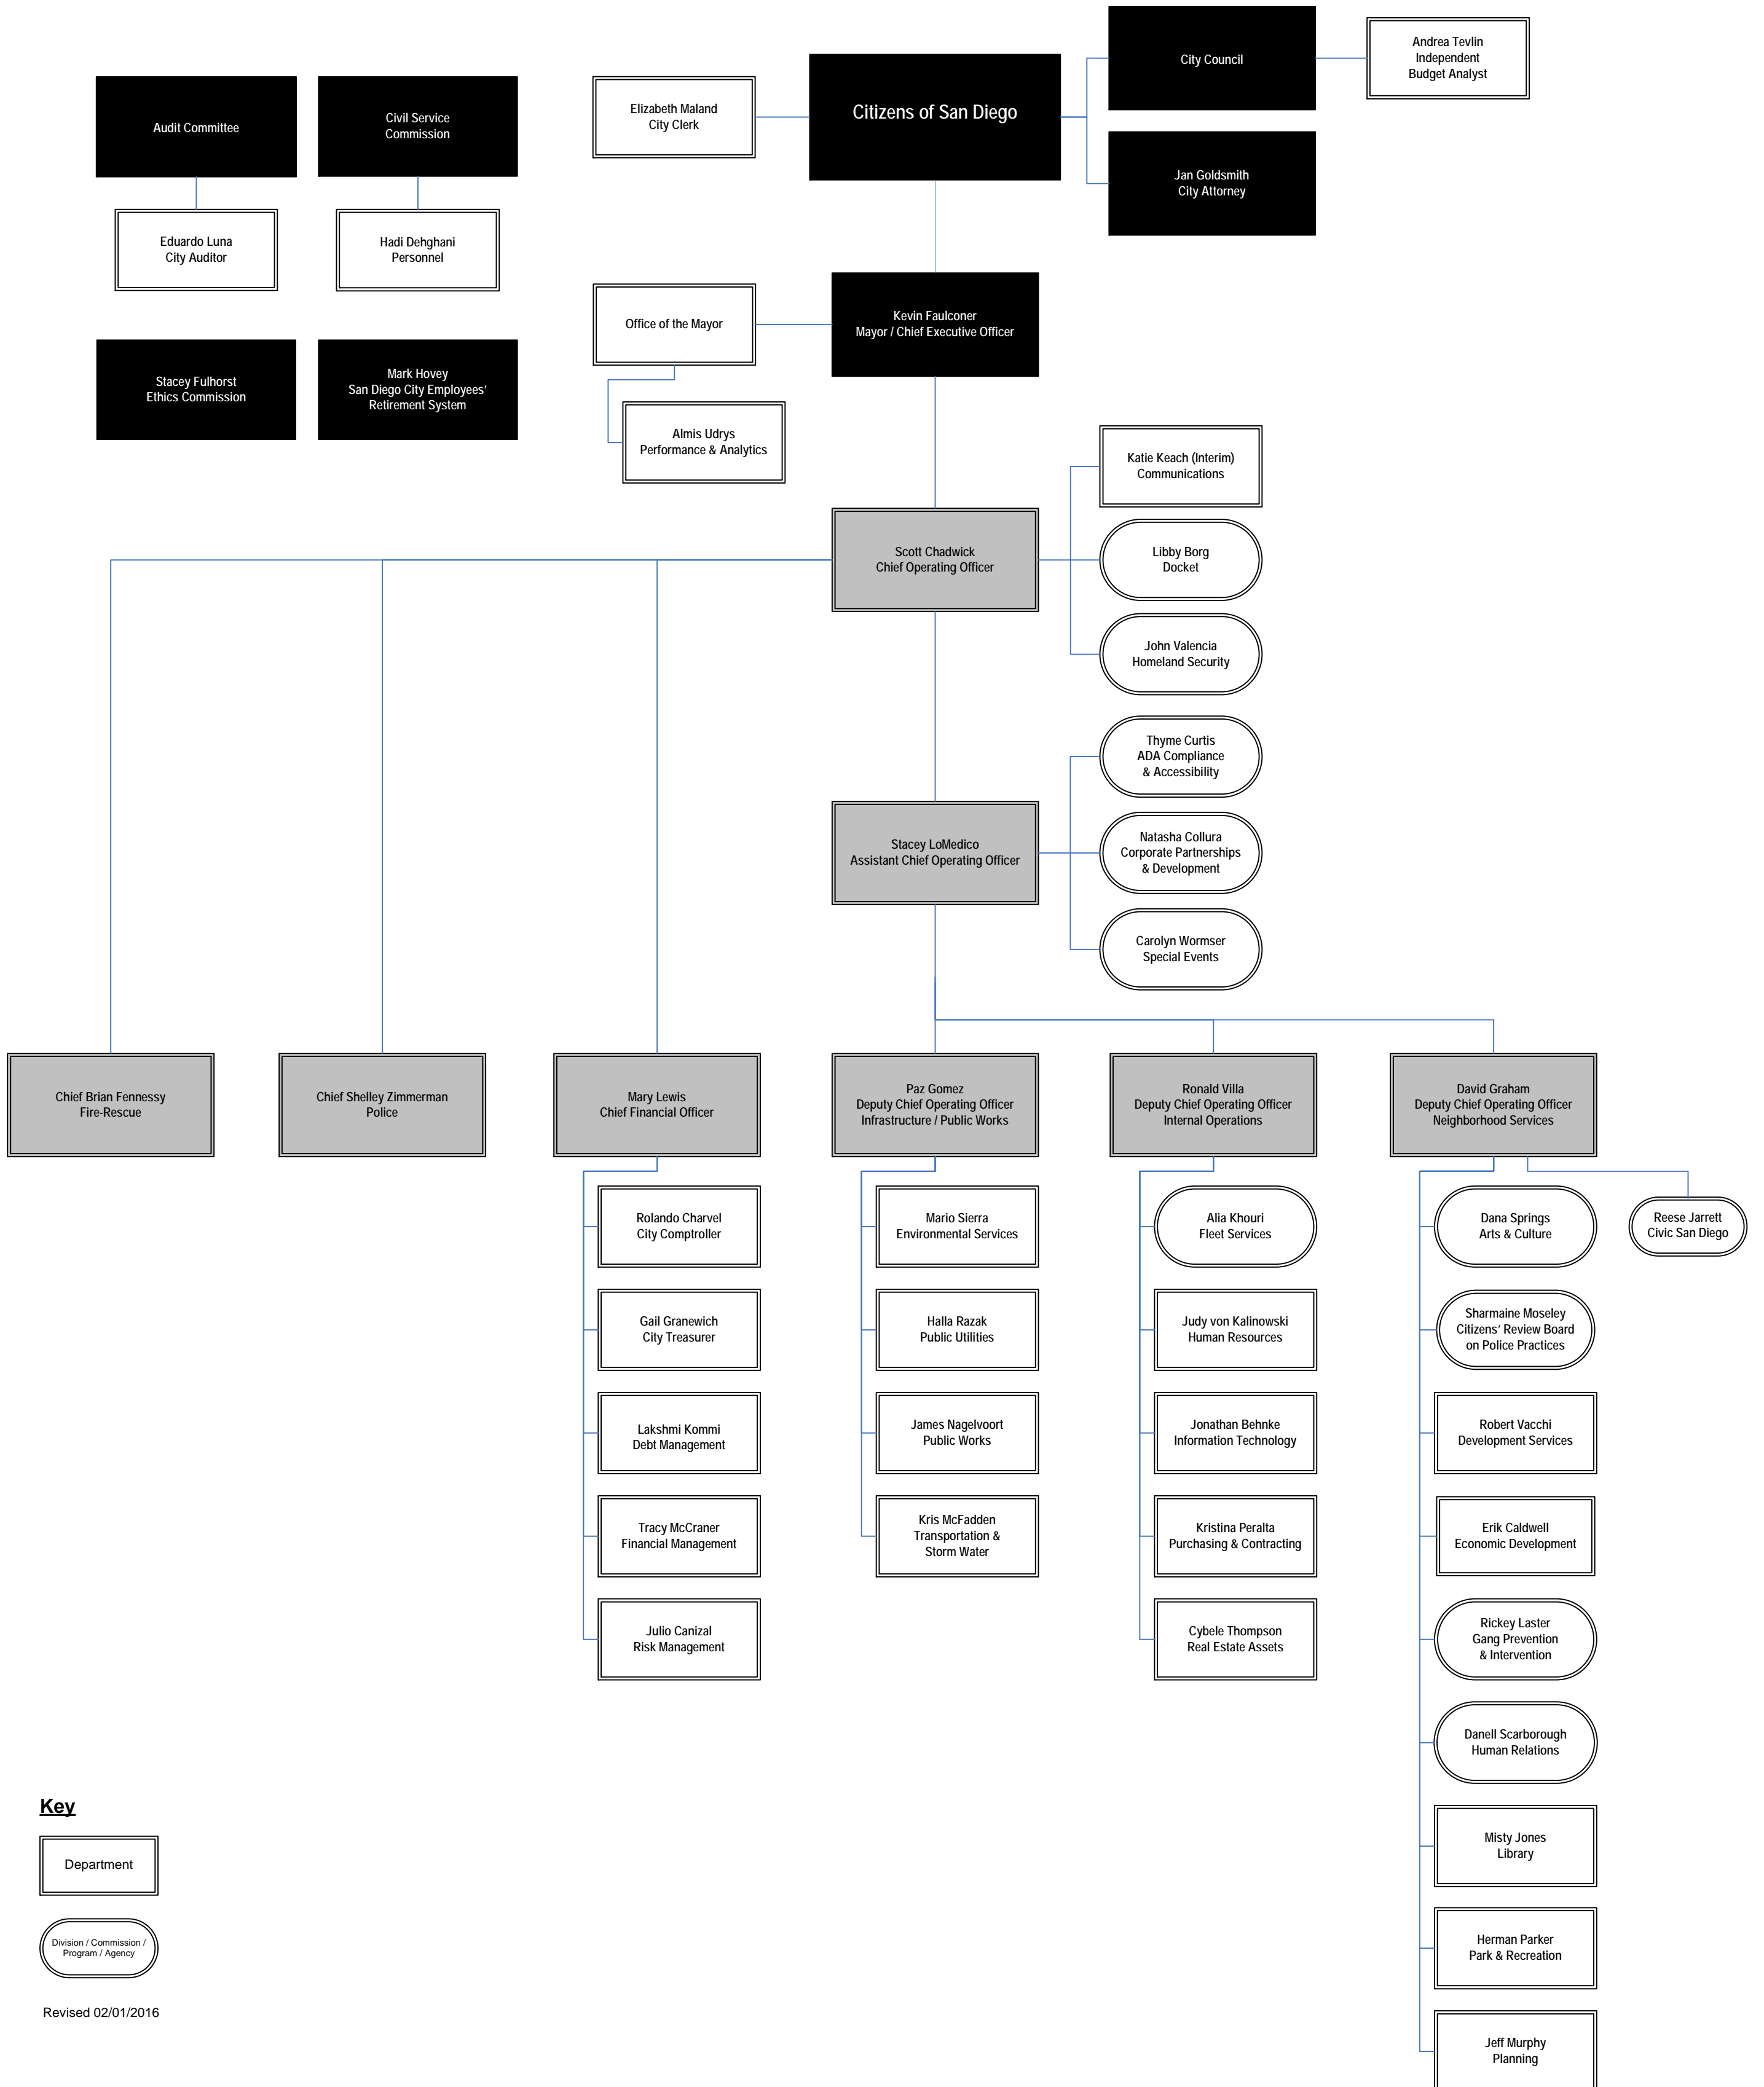 City Council
Andrea Tevlin
Independent
Budget Analyst
Citizens of San Diego
Elizabeth Maland
City Clerk
Audit Committee
Civil Service
Commission
Jan Goldsmith
City Attorney
Eduardo Luna
City Auditor
Hadi Dehghani
Personnel
Office of the Mayor
Kevin Faulconer
Mayor / Chief Executive Officer
Stacey Fulhorst
Ethics Commission
Mark Hovey
San Diego City Employees'
Retirement System
Almis Udrys
Performance & Analytics
Katie Keach (Interim)
Communications
Scott Chadwick
Chief Operating Officer
Libby Borg
Docket
John Valencia
Homeland Security
Thyme Curtis
ADA Compliance
& Accessibility
Stacey LoMedico
Assistant Chief Operating Officer
Natasha Collura
Corporate Partnerships
& Development
Carolyn Wormser
Special Events
Chief Brian Fennessy
Fire-Rescue
Chief Shelley Zimmerman
Police
Mary Lewis
Chief Financial Officer
Paz Gomez
Deputy Chief Operating Officer
Infrastructure / Public Works
Ronald Villa
Deputy Chief Operating Officer
Internal Operations
David Graham
Deputy Chief Operating Officer
Neighborhood Services
Rolando Charvel
City Comptroller
Mario Sierra
Environmental Services
Alia Khouri
Fleet Services
Dana Springs
Arts & Culture
Reese Jarrett
Civic San Diego
Gail Granewich
City Treasurer
Halla Razak
Public Utilities
Judy von Kalinowski
Human Resources
Sharmaine Moseley
Citizens' Review Board
on Police Practices
Lakshmi Kommi
Debt Management
James Nagelvoort
Public Works
Jonathan Behnke
Information Technology
Robert Vacchi
Development Services
Tracy McCraner
Financial Management
Kris McFadden
Transportation &
Storm Water
Kristina Peralta
Purchasing & Contracting
Erik Caldwell
Economic Development
Julio Canizal
Risk Management
Cybele Thompson
Real Estate Assets
Rickey Laster
Gang Prevention
& Intervention
Danell Scarborough
Human Relations
Misty Jones
Library
Herman Parker
Park & Recreation
Jeff Murphy
Planning
Key
Department
Division / Commission /
Program / Agency
Revised 02/01/2016